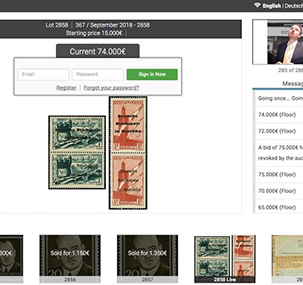 English | Deutsch
Lot 2858 | 367 / September 2018 - 2858
Starting price 15.000€
Current 74.000€
Email
Password
Sign in Now
Register | Forgot your password?
285 of 28
Messa
Going once... Goin
74.000€ (Floor)
72.000€ (Floor)
A bid of 75.000€ h
revoked by the auc
75.000€ (Floor)
70.000€ (Floor)
65.000€ (Floor)
00€
Sold for 1.150€
Sold for 1.350€
2856
2857
2858 Live